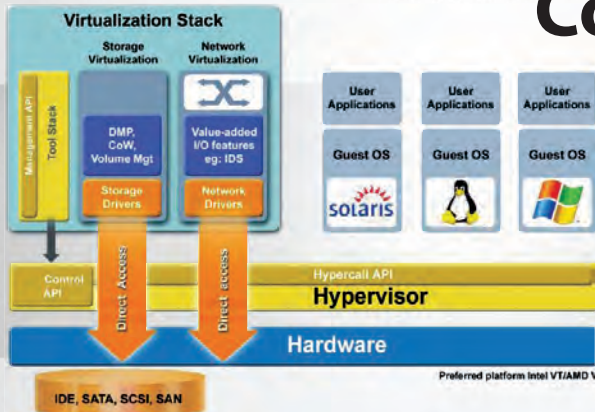 Co
Virtualization Stack
Storage
Virtualization
Network
Virtualization
Management API
Tool Stack
DMP,
CoW,
Volume Mgt
Value-added
I/O features
eg: IDS
Storage
Drivers
Network
Drivers
User
Applications
User
Applications
User
Applications
Guest OS
Guest OS
Guest OS
solaris
Direct Access
Direct access
Control
API
Hypercall API
Hypervisor
Hardware
Preferred platform Intel VT/AMD V
IDE, SATA, SCSI, SAN